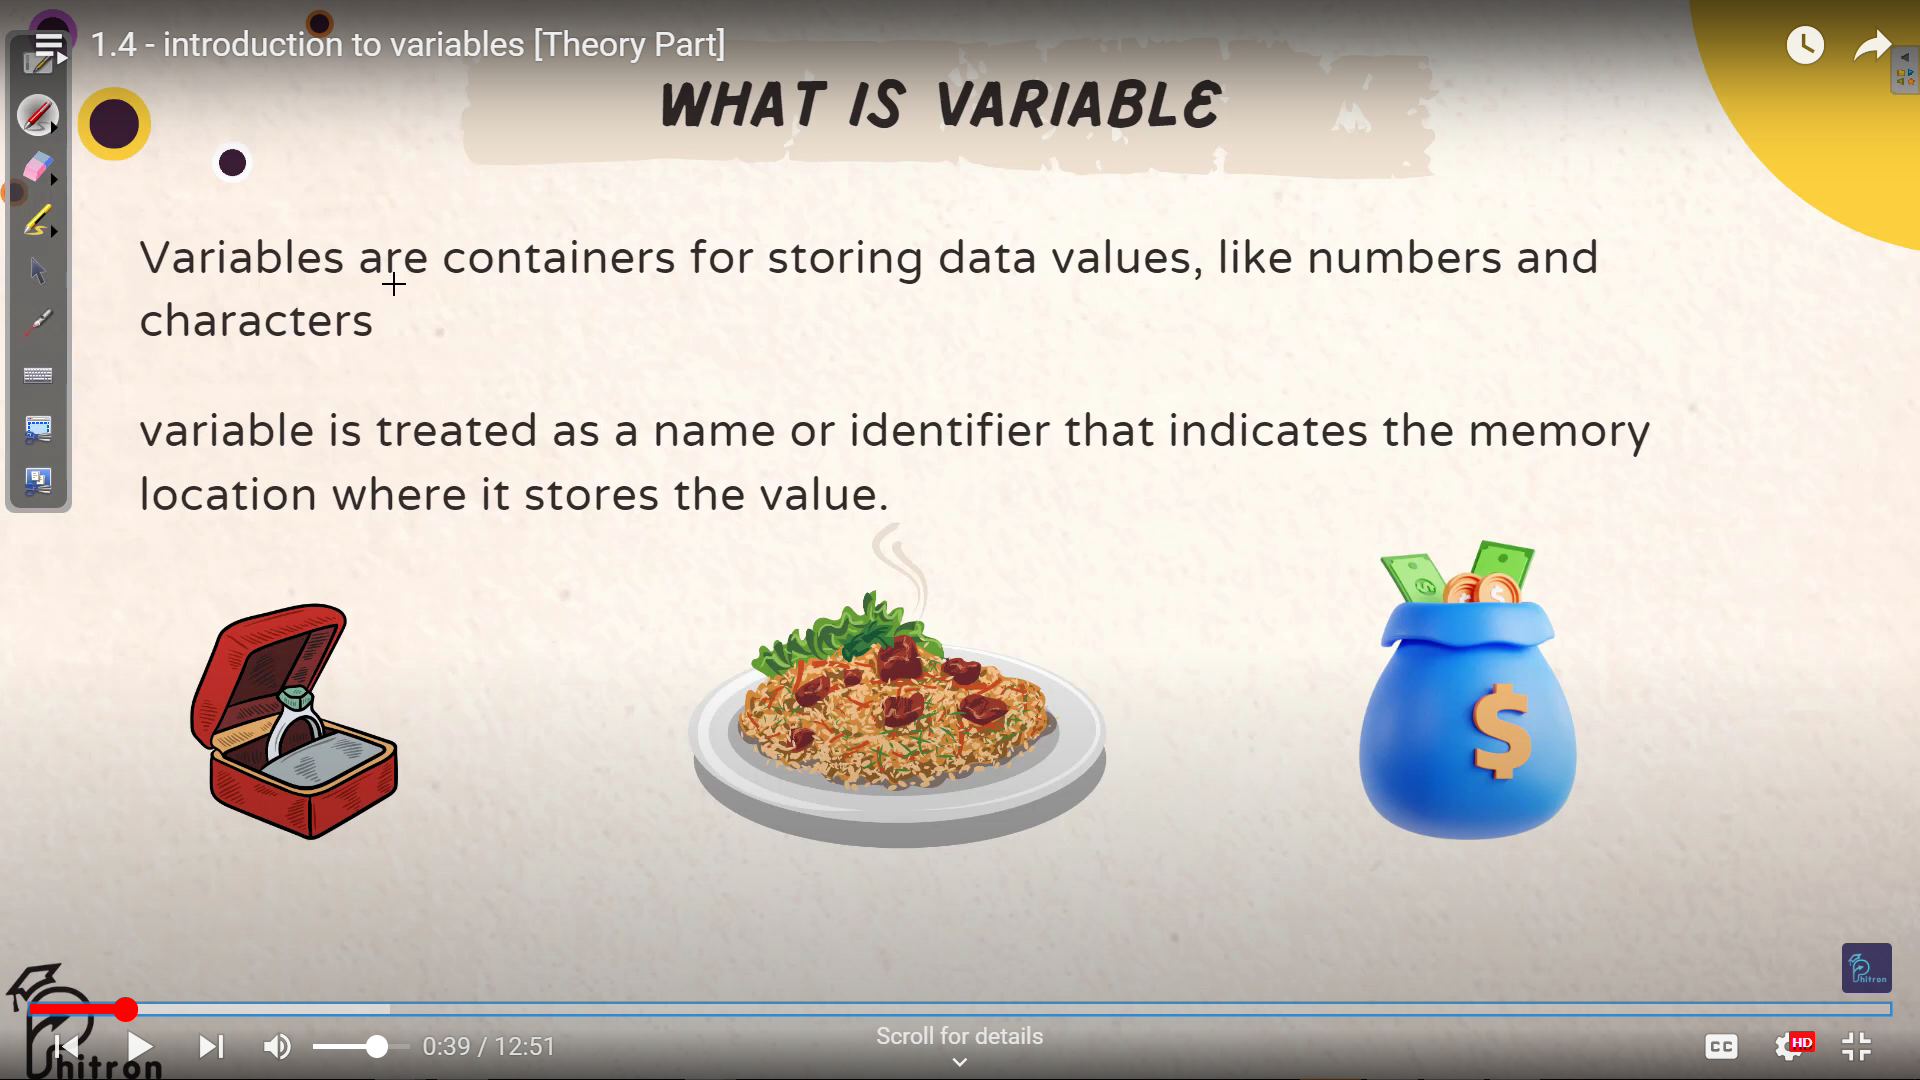 1.4 - introduction to variables [Theory Part]
WHAT IS VARIABLE
Variables are containers for storing data values, like numbers and
characters
variable is treated as a name or identifier that indicates the memory
location where it stores the value.
$
hitron
hitron
0:39 / 12:51
Scroll for details
CC
HD